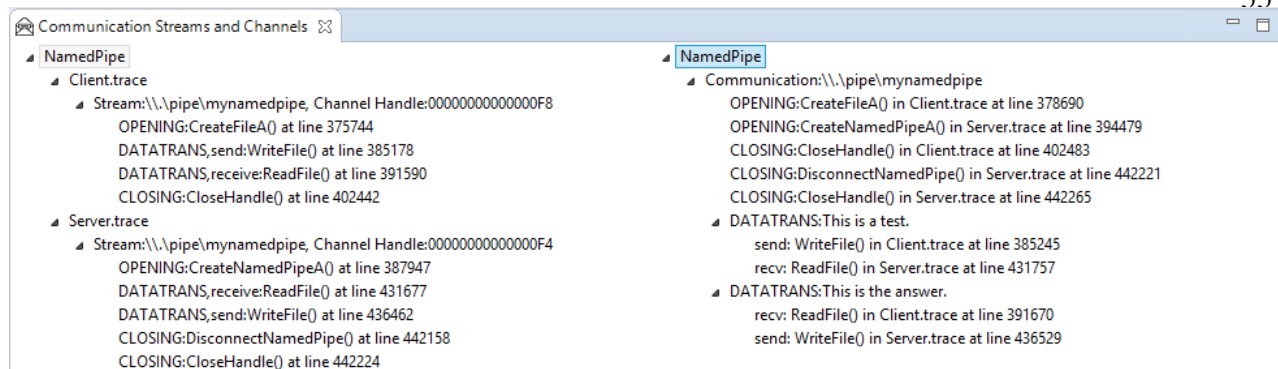 55
Communication Streams and Channels
NamedPipe
Client.trace
Stream:\\.\pipe\mynamedpipe, Channel Handle:00000000000000F8
OPENING:CreateFileA() at line 375744
DATATRANS,send:WriteFile() at line 385178
DATATRANS,receive:ReadFile() at line 391590
CLOSING:CloseHandle() at line 402442
Server.trace
Stream:\\.\pipe\mynamedpipe, Channel Handle:00000000000000F4
OPENING:CreateNamedPipeA() at line 387947
DATATRANS,receive:ReadFile() at line 431677
DATATRANS,send:WriteFile() at line 436462
CLOSING:DisconnectNamedPipe() at line 442158
CLOSING:CloseHandle() at line 442224
NamedPipe
Communication:\\.\pipe\mynamedpipe
OPENING:CreateFileA() in Client.trace at line 378690
OPENING:CreateNamedPipeA() in Server.trace at line 394479
CLOSING:CloseHandle() in Client.trace at line 402483
CLOSING:DisconnectNamedPipe() in Server.trace at line 442221
CLOSING:CloseHandle() in Server.trace at line 442265
DATATRANS:This is a test.
send: WriteFile() in Client.trace at line 385245
recv: ReadFile() in Server.trace at line 431757
DATATRANS:This is the answer.
recv: ReadFile() in Client.trace at line 391670
send: WriteFile() in Server.trace at line 436529